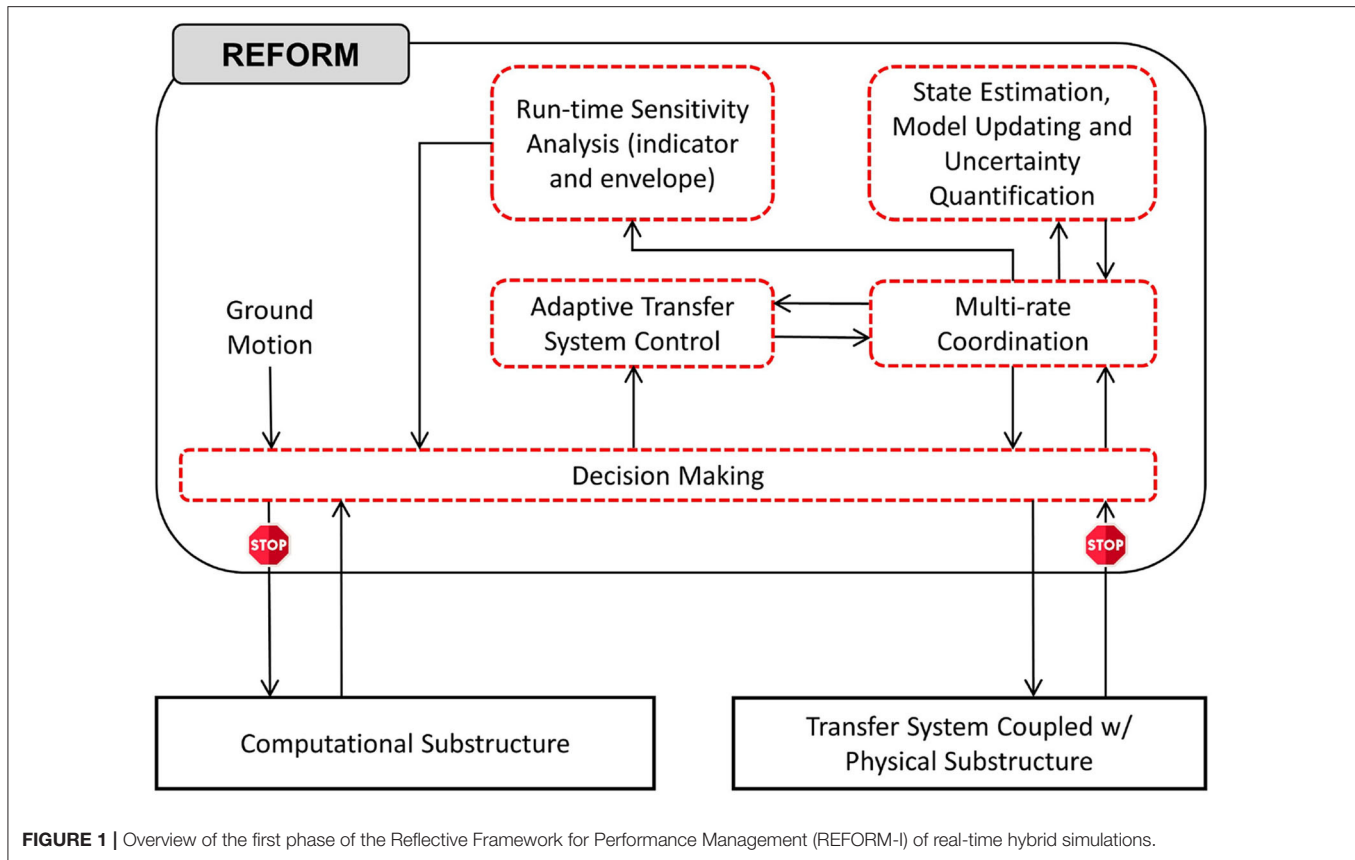 REFORM
Run-time Sensitivity
Analysis (indicator
and envelope)
State Estimation,
Model Updating and
Uncertainty
Quantification
Ground
Motion
Adaptive Transfer
System Control
Multi-rate
Coordination
Decision Making
STOP
STOP
Computational Substructure
Transfer System Coupled w/
Physical Substructure
FIGURE 1 | Overview of the first phase of the Reflective Framework for Performance Management (REFORM-I) of real-time hybrid simulations.